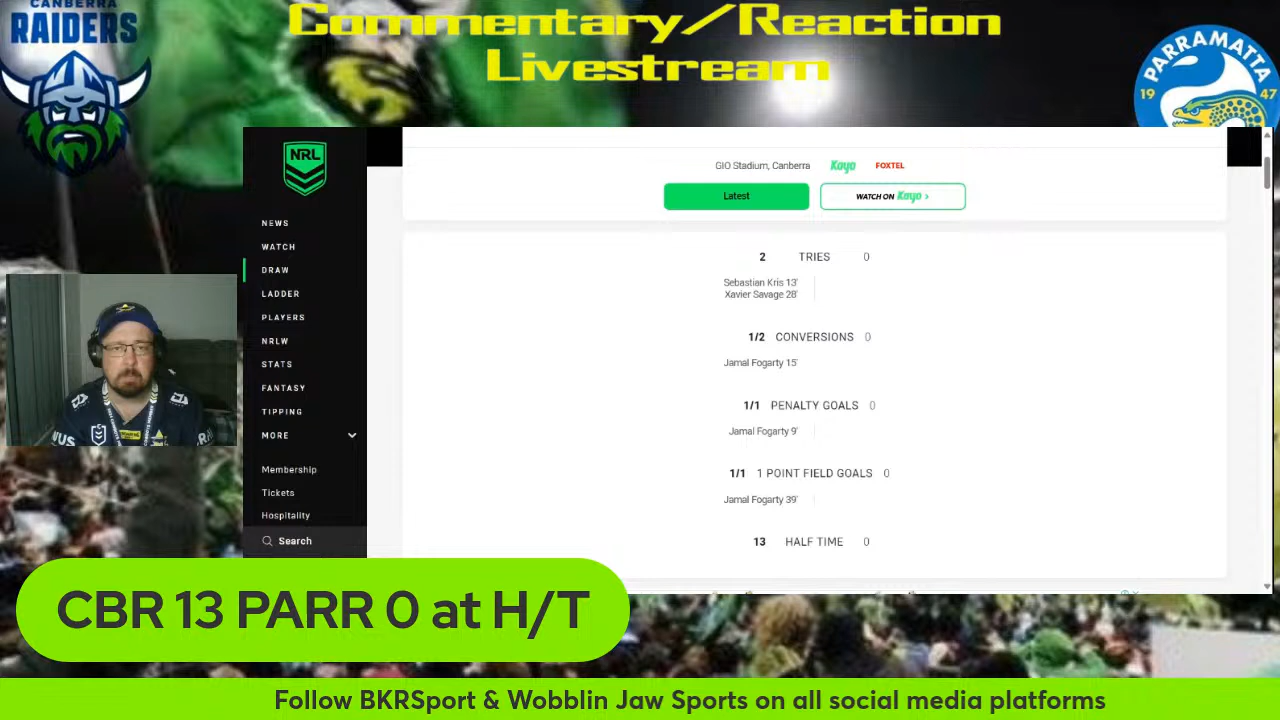 CANBERRA
RAIDERS
Commentary/Reaction
Livestream
PARRAMATTA
19 47
NRL
NEWS
WATCH
DRAW
LADDER
PLAYERS
NRLW
STATS
FANTASY
TIPPING
MORE
Membership
Tickets
Hospitality
Search
GIO Stadium, Canberra Kayo FOXTEL
Latest
WATCH ON Kayo >
2 TRIES 0
Sebastian Kris 13'
Xavier Savage 28'
1/2 CONVERSIONS 0
Jamal Fogarty 15'
1/1 PENALTY GOALS 0
Jamal Fogarty 9'
1/1 1 POINT FIELD GOALS 0
Jamal Fogarty 39'
13 HALF TIME 0
CBR 13 PARR 0 at H/T
Follow BKRSport & Wobblin Jaw Sports on all social media platforms